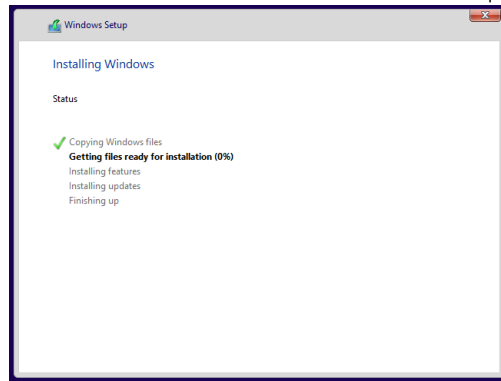 Windows Setup
Installing Windows
Status
Copying Windows files
Getting files ready for installation (0%)
Installing features
Installing updates
Finishing up